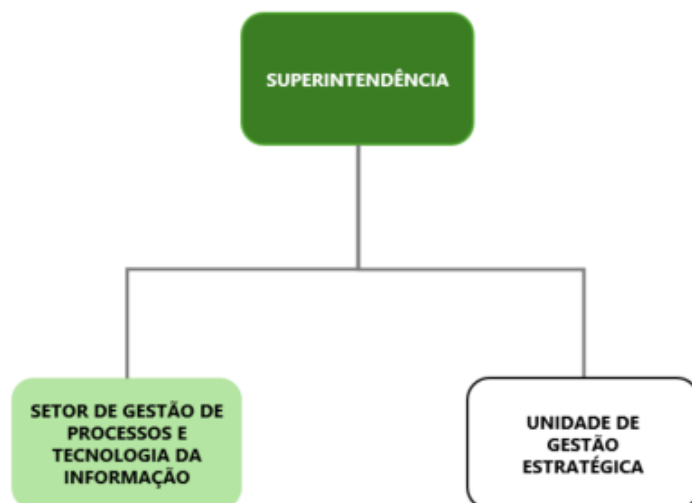 SUPERINTENDÊNCIA
SETOR DE GESTÃO DE
PROCESSOS E
TECNOLOGIA DA
INFORMAÇÃO
UNIDADE DE
GESTÃO
ESTRATÉGICA